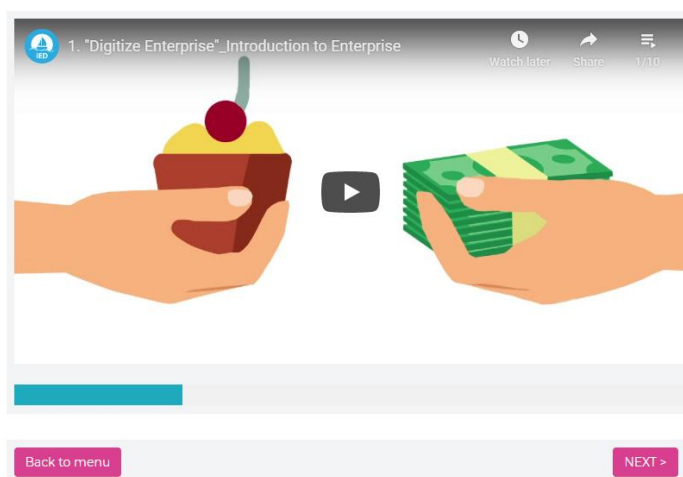 iED
1. "Digitize Enterprise"_Introduction to Enterprise
Watch later
Share
1/10
Back to menu
NEXT >